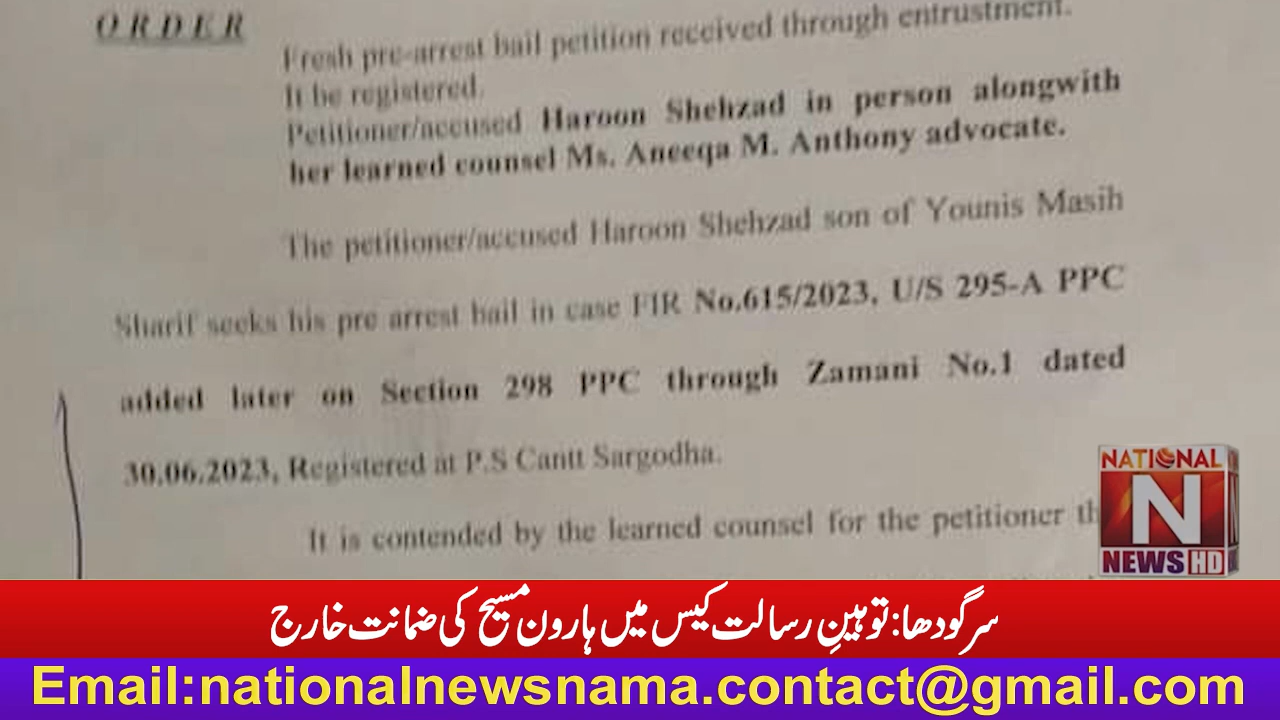 ORDER
Fresh pre-arrest bail petition received through entrustment.
It be registered.
Petitioner/accused Haroon Shehzad in person alongwith
her learned counsel Ms. Aneeqa M. Anthony advocate.
The petitioner/accused Haroon Shehzad son of Younis Masih
Sharif seeks his pre arrest bail in case FIR No.615/2023, U/S 295-A PPC
added later on Section 298 PPC through Zamani No.1 dated
30.06.2023, Registered at P.S Cantt Sargodha.
It is contended by the learned counsel for the petitioner
NATIONAL
N
NEWS HD
سرگودھا: توہینِ رسالت کیس میں ہارون مسیح کی ضمانت خارج
Email:nationalnewsnama.contact@gmail.com